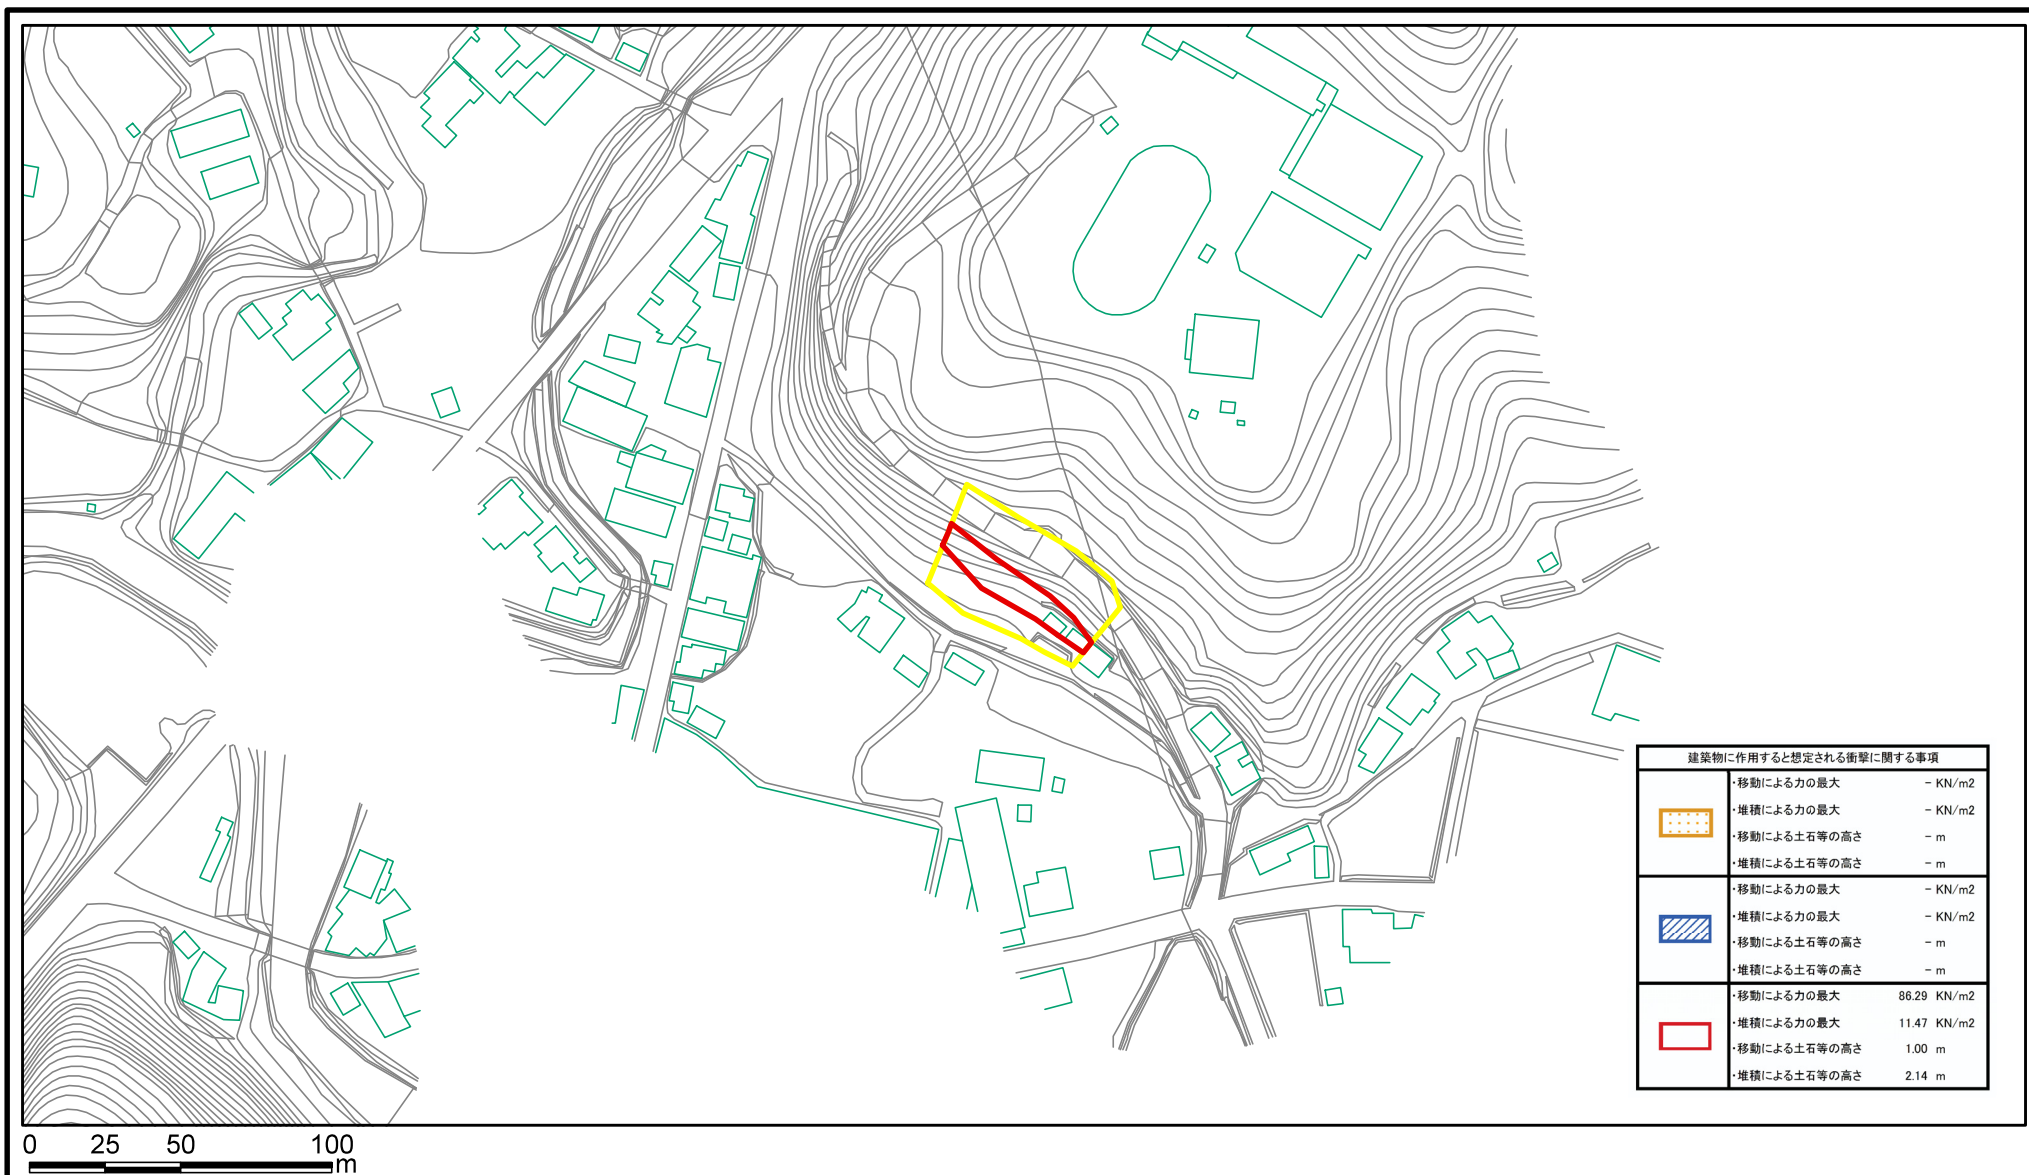 建築物に作用すると想定される衝撃に関する事項
・移動による力の最大 - KN/m2
・堆積による力の最大 - KN/m2
・移動による土石等の高さ - m
・堆積による土石等の高さ - m
・移動による力の最大 - KN/m2
・堆積による力の最大 - KN/m2
・移動による土石等の高さ - m
・堆積による土石等の高さ - m
・移動による力の最大 86.29 KN/m2
・堆積による力の最大 11.47 KN/m2
・移動による土石等の高さ 1.00 m
・堆積による土石等の高さ 2.14 m
0 25 50 100
m